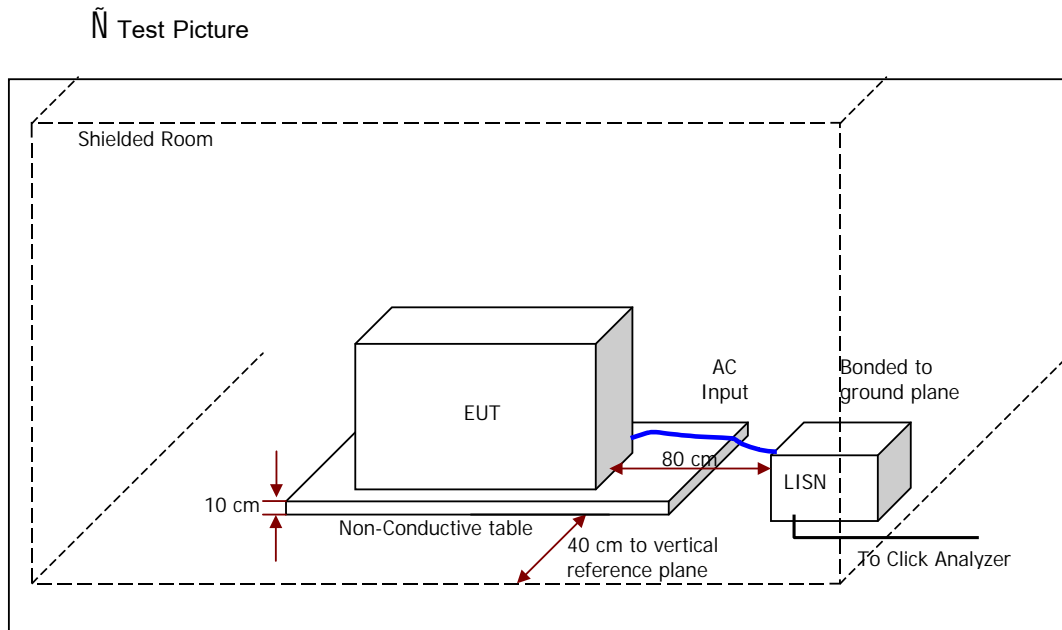 Ñ Test Picture
Shielded Room
AC
Input
Bonded to
ground plane
EUT
80 cm
LISN
10 cm
Non-Conductive table
40 cm to vertical
reference plane
To Click Analyzer